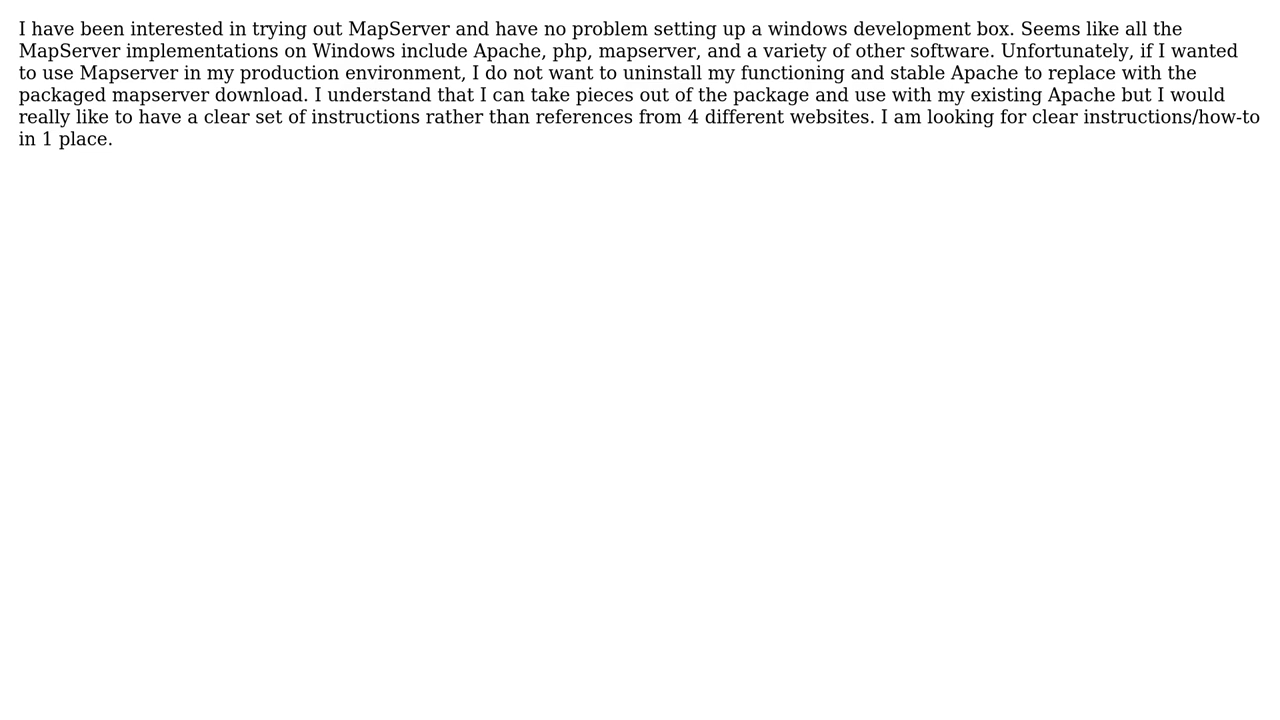 I have been interested in trying out MapServer and have no problem setting up a windows development box. Seems like all the
MapServer implementations on Windows include Apache, php, mapserver, and a variety of other software. Unfortunately, if I wanted
to use Mapserver in my production environment, I do not want to uninstall my functioning and stable Apache to replace with the
packaged mapserver download. I understand that I can take pieces out of the package and use with my existing Apache but I would
really like to have a clear set of instructions rather than references from 4 different websites. I am looking for clear instructions/how-to
in 1 place.